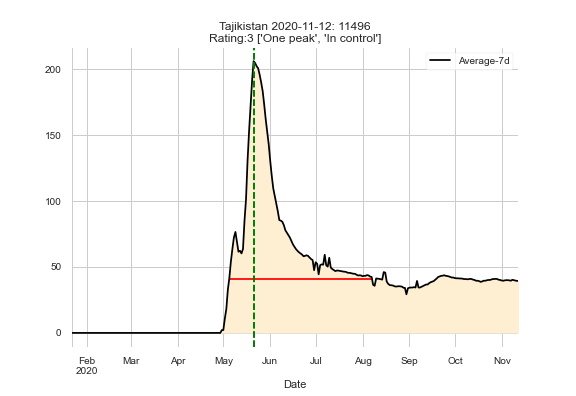 Tajikistan 2020-11-12: 11496
Rating:3 ['One peak', 'In control']
Average-7d
200
150
100
50
0
Feb Mar Apr May Jun Jul Aug Sep Oct Nov
2020
Date